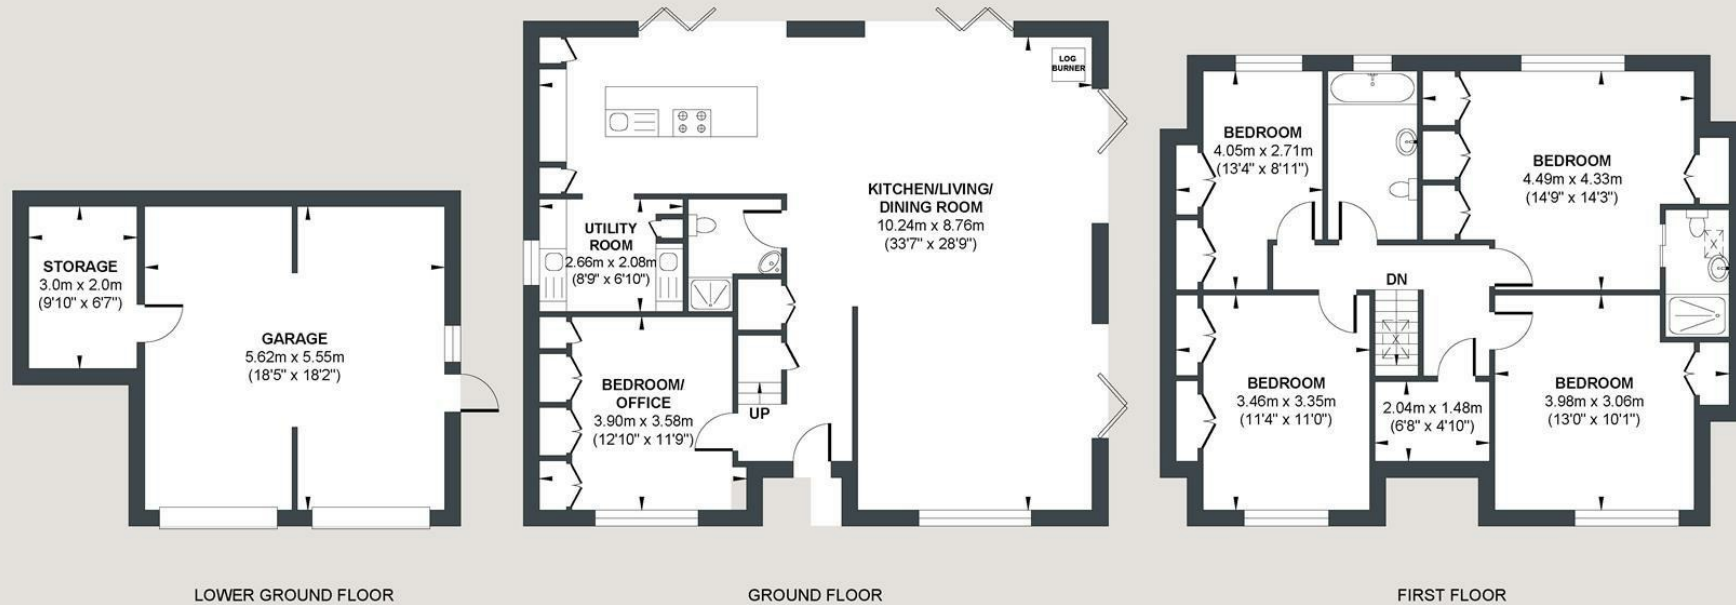 STORAGE
3.0m x 2.0m
(9'10" x 6'7")
GARAGE
5.62m x 5.55m
(18'5" x 18'2")
LOWER GROUND FLOOR
LOG
BURNER
KITCHEN/LIVING/
DINING ROOM
10.24m x 8.76m
(33'7" x 28'9")
UTILITY
ROOM
2.66m x 2.08m
(8'9" x 6'10")
BEDROOM/
OFFICE
3.90m x 3.58m
(12'10" x 11'9")
UP
GROUND FLOOR
BEDROOM
4.05m x 2.71m
(13'4" x 8'11")
BEDROOM
4.49m x 4.33m
(14'9" x 14'3")
DN
BEDROOM
3.46m x 3.35m
(11'4" x 11'0")
2.04m x 1.48m
(6'8" x 4'10")
BEDROOM
3.98m x 3.06m
(13'0" x 10'1")
FIRST FLOOR